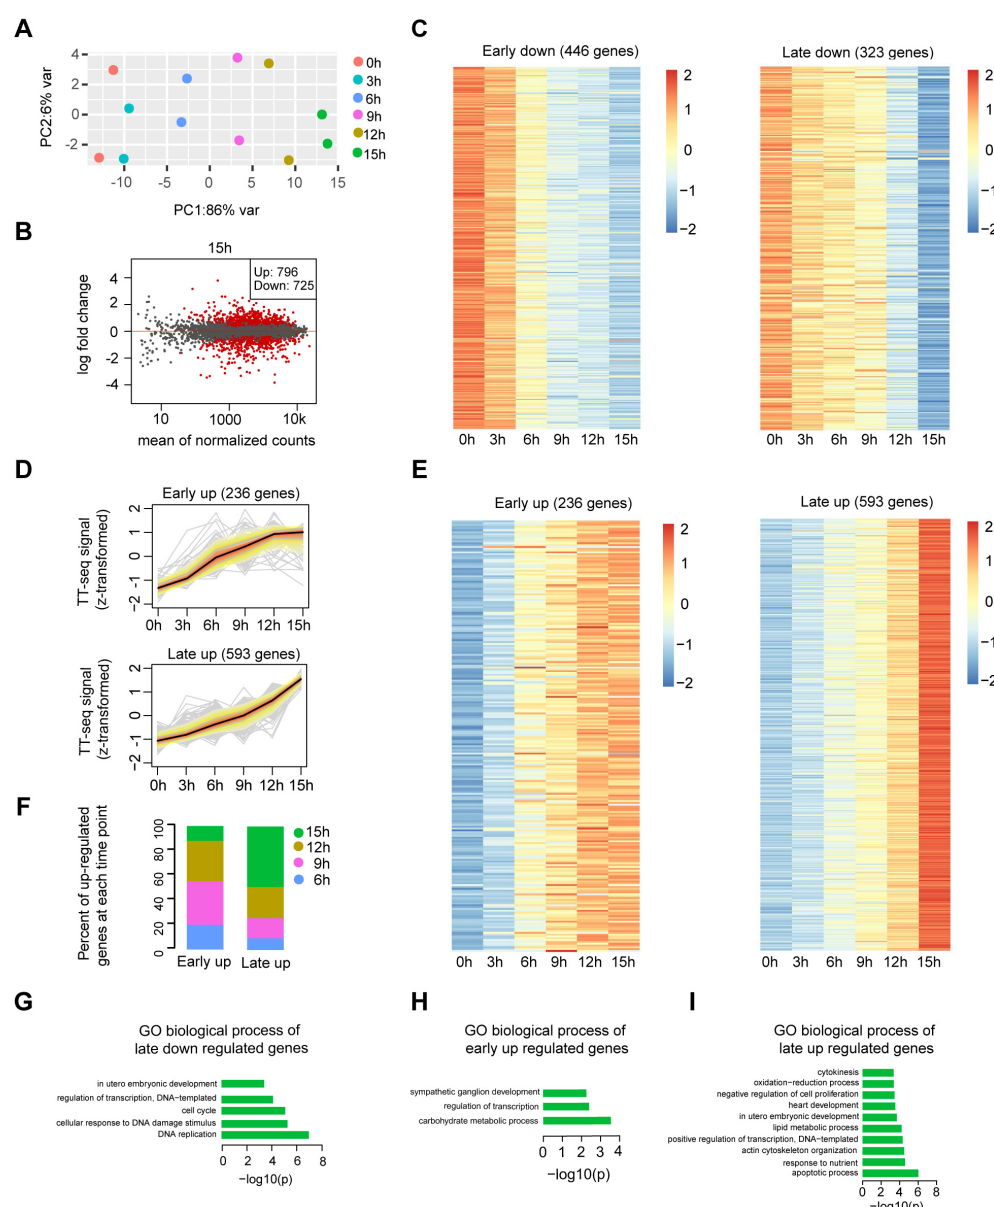 A
PC2:6% var
4
2
0
-2
-10
-5
0
5
10
15
PC1:86% var
0h
3h
6h
9h
12h
15h
B
15h
Up: 796
Down: 725
log fold change
4
2
0
−2
−4
10
1000
10k
mean of normalized counts
C
Early down (446 genes)
2
1
0
−1
−2
0h 3h 6h 9h 12h 15h
Late down (323 genes)
2
1
0
−1
−2
0h 3h 6h 9h 12h 15h
D
Early up (236 genes)
TT-seq signal
(z-transformed)
2
1
0
−1
−2
0h 3h 6h 9h 12h 15h
Late up (593 genes)
TT-seq signal
(z-transformed)
2
1
0
−1
−2
0h 3h 6h 9h 12h 15h
E
Early up (236 genes)
2
1
0
−1
−2
0h 3h 6h 9h 12h 15h
Late up (593 genes)
2
1
0
−1
−2
0h 3h 6h 9h 12h 15h
F
Percent of up-regulated
genes at each time point
100
80
60
40
20
0
Early up
Late up
15h
12h
9h
6h
G
GO biological process of
late down regulated genes
in utero embryonic development
regulation of transcription, DNA-templated
cell cycle
cellular response to DNA damage stimulus
DNA replication
0 2 4 6 8
−log10(p)
H
GO biological process of
early up regulated genes
sympathetic ganglion development
regulation of transcription
carbohydrate metabolic process
0 1 2 3 4
−log10(p)
I
GO biological process of
late up regulated genes
cytokinesis
oxidation-reduction process
negative regulation of cell proliferation
heart development
in utero embryonic development
lipid metabolic process
positive regulation of transcription, DNA-templated
actin cytoskeleton organization
response to nutrient
apoptotic process
0 2 4 6 8
−log10(p)